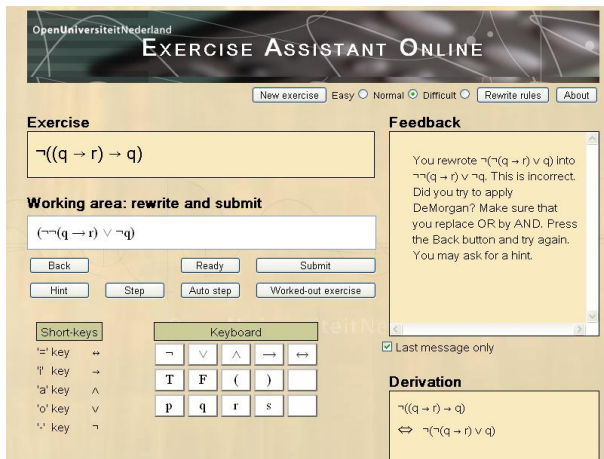 OpenUniversiteitNederland
EXERCISE ASSISTANT ONLINE
New exercise Easy Normal Difficult Rewrite rules About
Exercise
¬((q → r) → q)
Working area: rewrite and submit
(¬¬(q → r) ∨ ¬q)
Back Ready Submit
Hint Step Auto step Worked-out exercise
Short-keys
'=' key ↔
'i' key →
'a' key ∧
'o' key ∨
'-' key ¬
Keyboard
¬ ∨ ∧ → ↔
T F ( )
p q r s
Feedback
You rewrote ¬(¬(q → r) ∨ q) into
¬¬(q → r) ∨ ¬q. This is incorrect.
Did you try to apply
DeMorgan? Make sure that
you replace OR by AND. Press
the Back button and try again.
You may ask for a hint.
Last message only
Derivation
¬((q → r) → q)
⇔ ¬(¬(q → r) ∨ q)